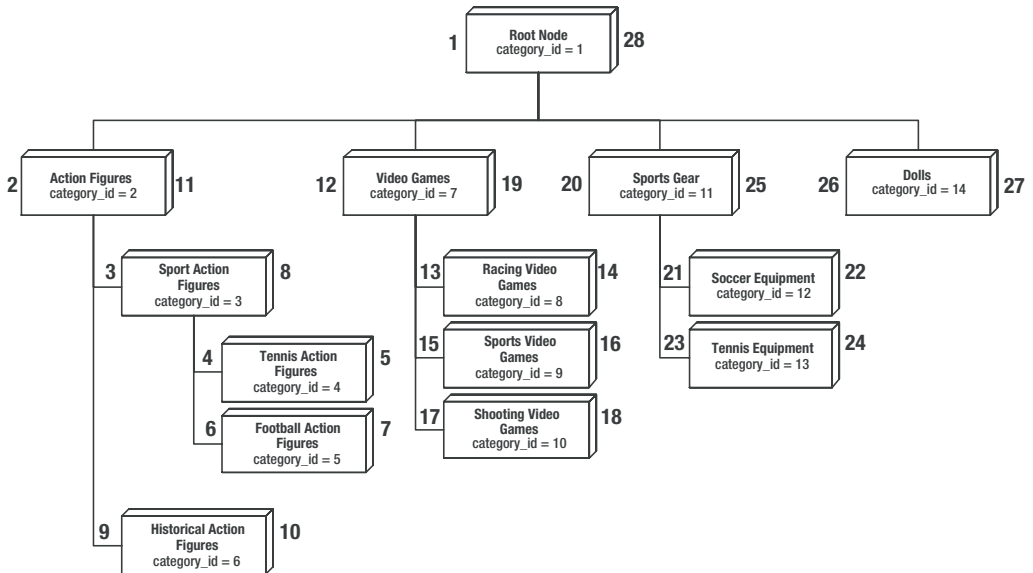 1
Root Node
category_id = 1
28
2
Action Figures
category_id = 2
11
12
Video Games
category_id = 7
19
20
Sports Gear
category_id = 11
25
26
Dolls
category_id = 14
27
3
Sport Action
Figures
category_id = 3
8
13
Racing Video
Games
category_id = 8
14
21
Soccer Equipment
category_id = 12
22
4
Tennis Action
Figures
category_id = 4
5
15
Sports Video
Games
category_id = 9
16
23
Tennis Equipment
category_id = 13
24
6
Football Action
Figures
category_id = 5
7
17
Shooting Video
Games
category_id = 10
18
9
Historical Action
Figures
category_id = 6
10